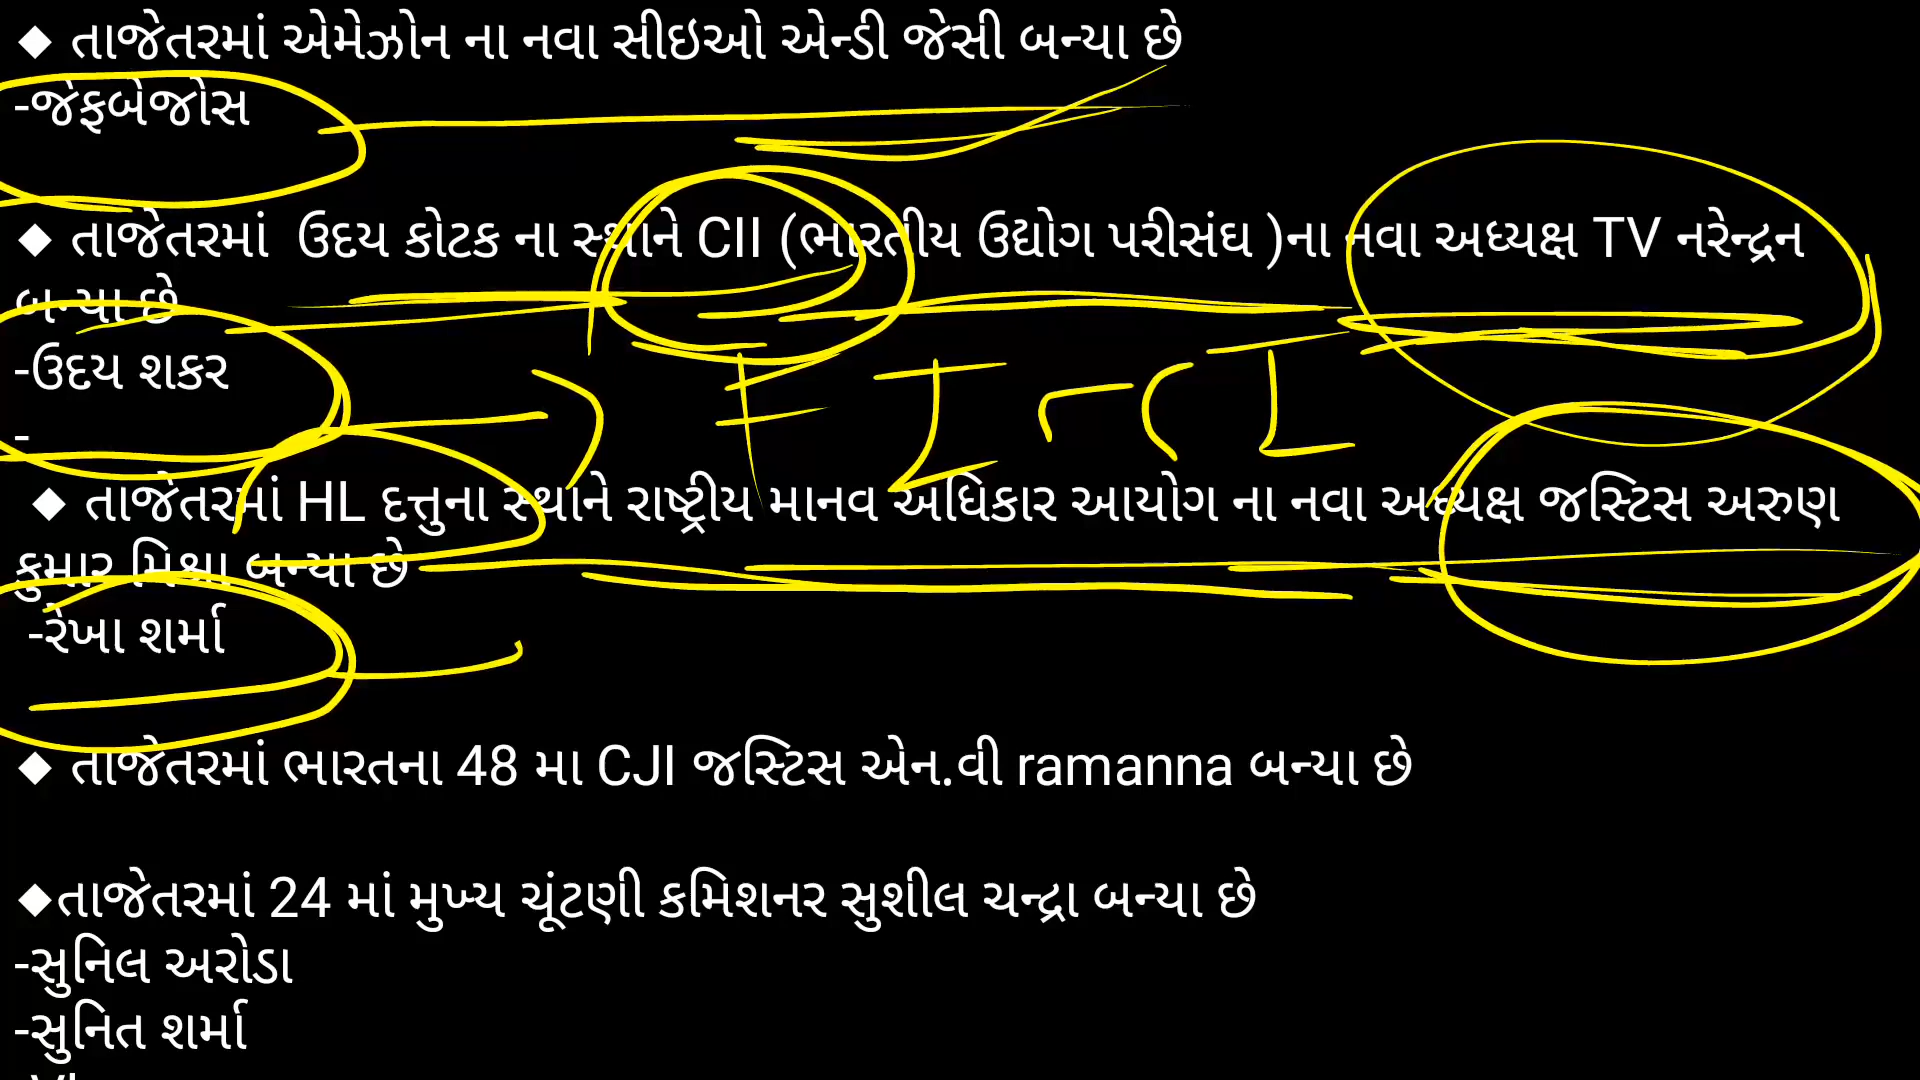 ◆ તાજેતરમાં એમેઝોન ના નવા સીઇઓ એન્ડી જેસી બન્યા છે
-જેફબેજોસ
◆ તાજેતરમાં ઉદય કોટક ના સ્થાને CII (ભારતીય ઉદ્યોગ પરીસંઘ )ના નવા અધ્યક્ષ TV નરેન્દ્રન
બન્યા છે
-ઉદય શકર
-
◆ તાજેતરમાં HL દત્તુના સ્થાને રાષ્ટ્રીય માનવ અધિકાર આયોગ ના નવા અધ્યક્ષ જસ્ટિસ અરુણ
કુમાર મિશ્રા બન્યા છે
-રેખા શર્મા
◆ તાજેતરમાં ભારતના 48 મા CJI જસ્ટિસ એન.વી ramanna બન્યા છે
◆તાજેતરમાં 24 માં મુખ્ય ચૂંટણી કમિશનર સુશીલ ચન્દ્રા બન્યા છે
-સુનિલ અરોડા
-સુનિત શર્મા